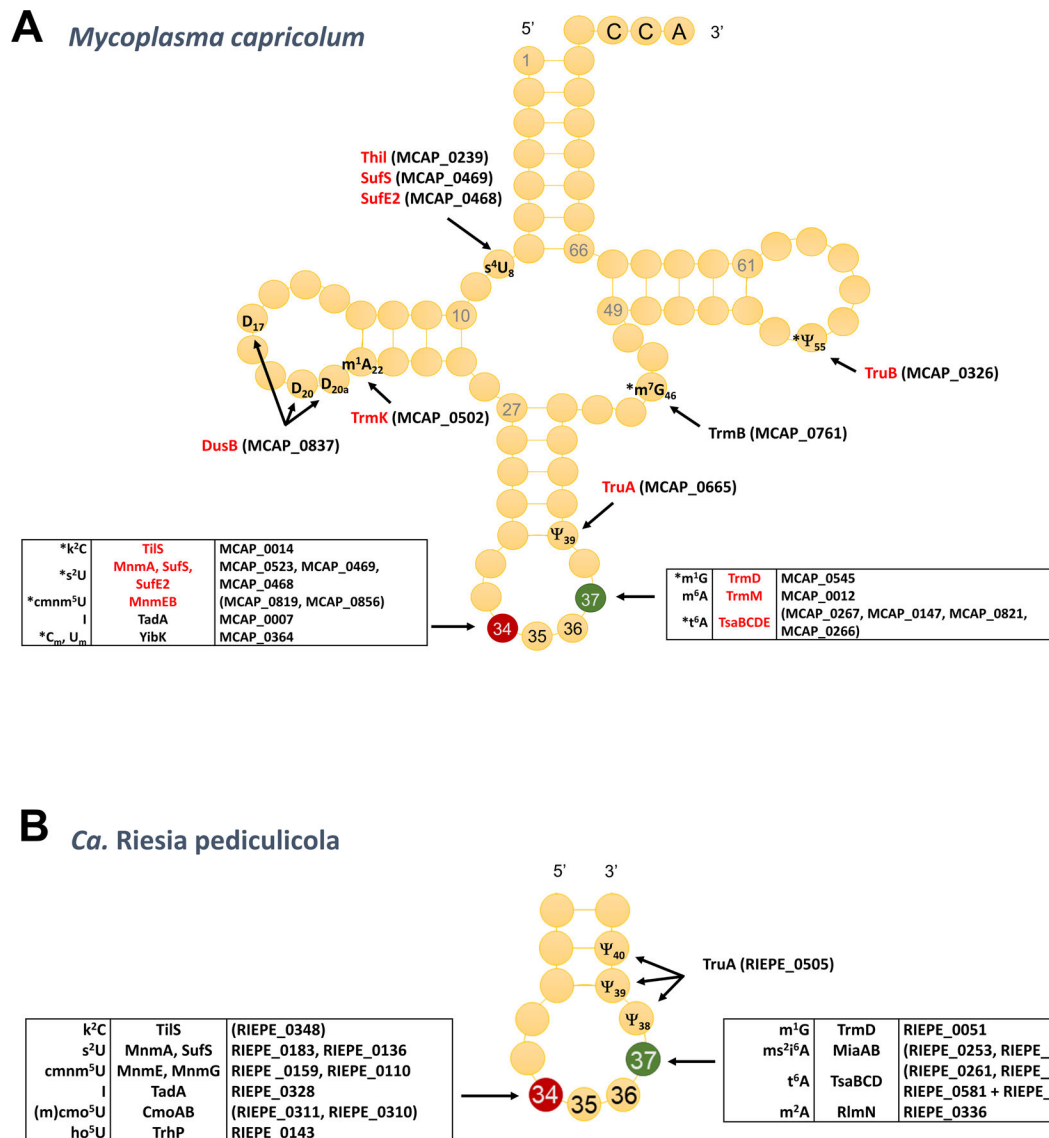 A Mycoplasma capricolum
5’
C C A 3’
1
ThiI (MCAP_0239)
SufS (MCAP_0469)
SufE2 (MCAP_0468)
s⁴U₈
66
61
10
49
D₁₇
*Ψ₅₅
m¹A₂₂
D₂₀ D₂₀ₐ
*m⁷G₄₆
TruB (MCAP_0326)
TrmK (MCAP_0502)
27
TrmB (MCAP_0761)
DusB (MCAP_0837)
TruA (MCAP_0665)
Ψ₃₉
*k²C TilS MCAP_0014
*s²U MnmA, SufS, SufE2 MCAP_0523, MCAP_0469, MCAP_0468
*cmnm⁵U MnmEB (MCAP_0819, MCAP_0856)
I TadA MCAP_0007
*Cₘ, Uₘ YibK MCAP_0364
34 35 36 37
*m¹G TrmD MCAP_0545
m⁶A TrmM MCAP_0012
*t⁶A TsaBCDE (MCAP_0267, MCAP_0147, MCAP_0821, MCAP_0266)
B Ca. Riesia pediculicola
5’ 3’
Ψ₄₀
Ψ₃₉
Ψ₃₈
TruA (RIEPE_0505)
k²C TilS (RIEPE_0348)
s²U MnmA, SufS RIEPE_0183, RIEPE_0136
cmnm⁵U MnmE, MnmG RIEPE_0159, RIEPE_0110
I TadA RIEPE_0328
(m)cmo⁵U CmoAB (RIEPE_0311, RIEPE_0310)
ho⁵U TrhP RIEPE_0143
34 35 36 37
m¹G TrmD RIEPE_0051
ms²i⁶A MiaAB (RIEPE_0253, RIEPE_
t⁶A TsaBCD (RIEPE_0261, RIEPE_
RIEPE_0581 + RIEPE_
m²A RlmN RIEPE_0336